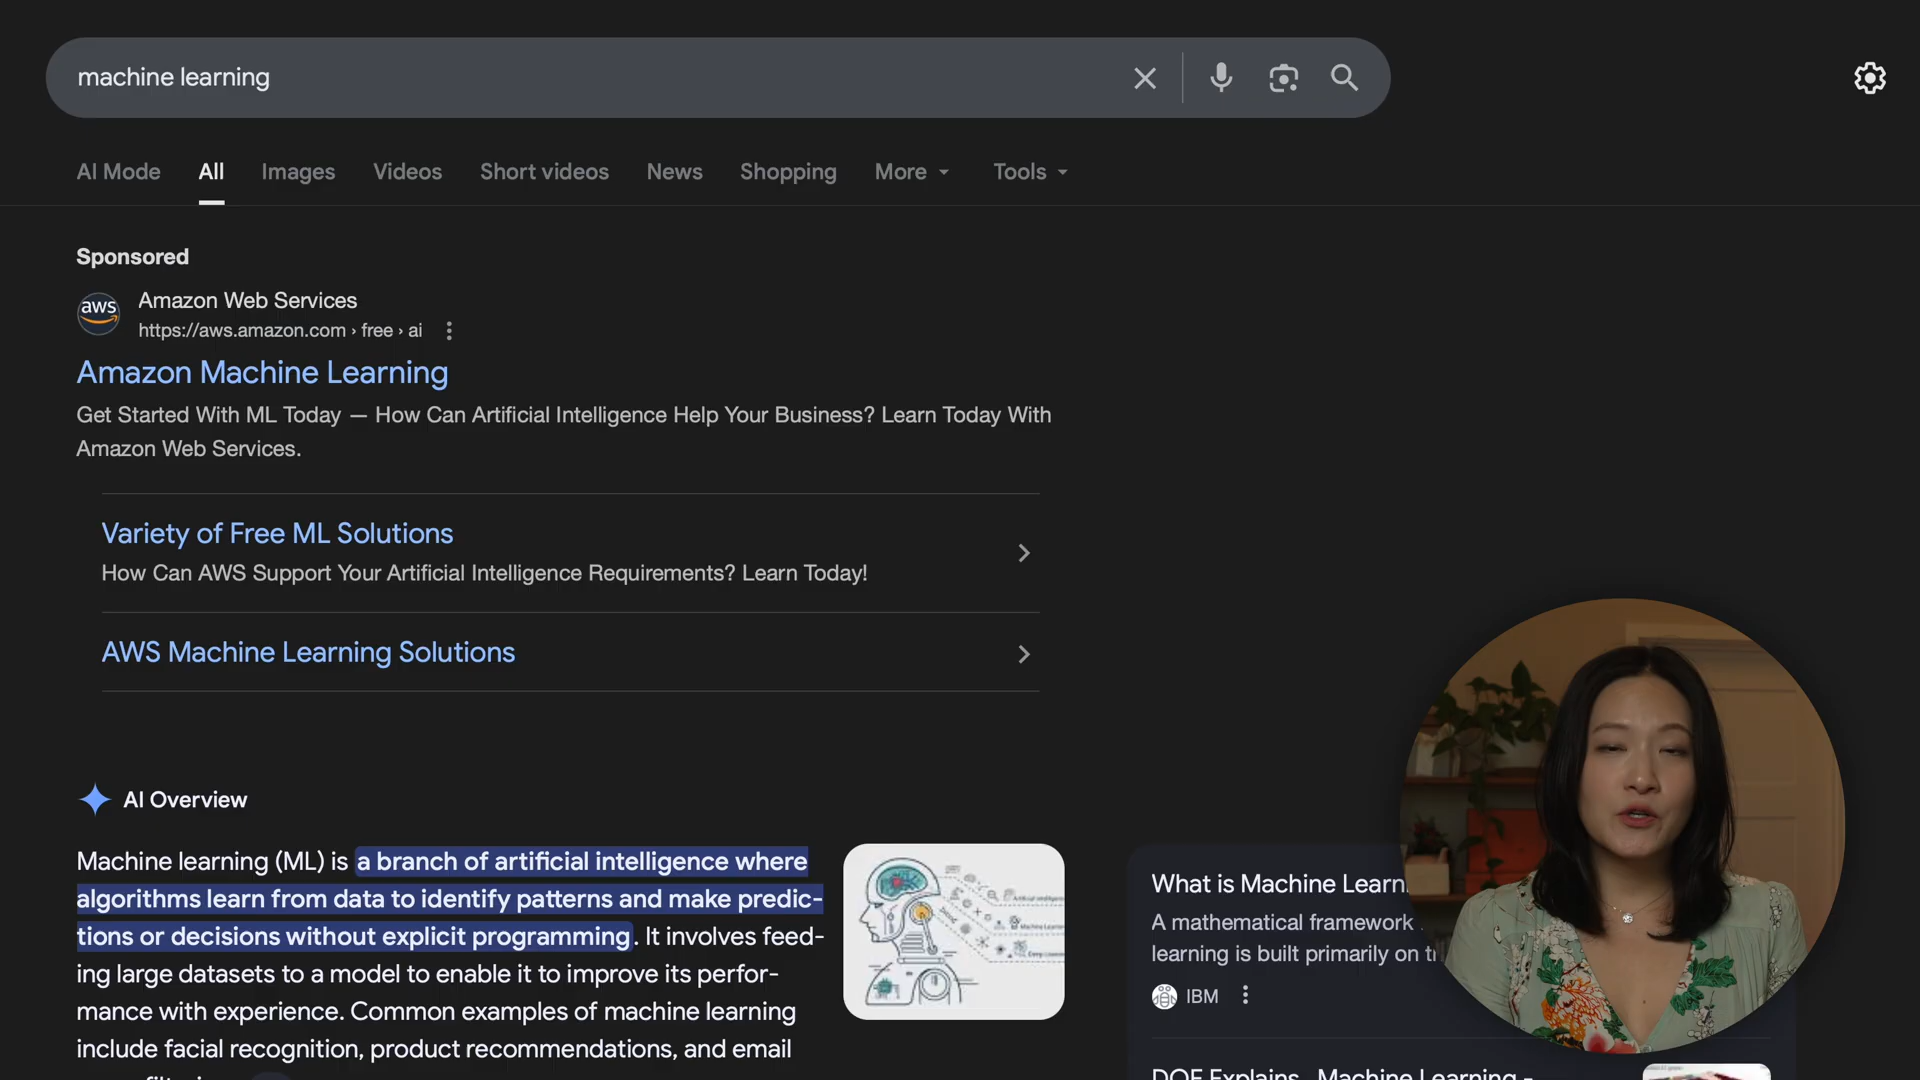 machine learning
AI Mode
All
Images
Videos
Short videos
News
Shopping
More
Tools
Sponsored
aws
Amazon Web Services
https://aws.amazon.com › free › ai
Amazon Machine Learning
Get Started With ML Today — How Can Artificial Intelligence Help Your Business? Learn Today With
Amazon Web Services.
Variety of Free ML Solutions
How Can AWS Support Your Artificial Intelligence Requirements? Learn Today!
AWS Machine Learning Solutions
AI Overview
Machine learning (ML) is a branch of artificial intelligence where
algorithms learn from data to identify patterns and make predic-
tions or decisions without explicit programming. It involves feed-
ing large datasets to a model to enable it to improve its perfor-
mance with experience. Common examples of machine learning
include facial recognition, product recommendations, and email
What is Machine Learn
A mathematical framework
learning is built primarily on
IBM
DOE Explains...Machine Learning -